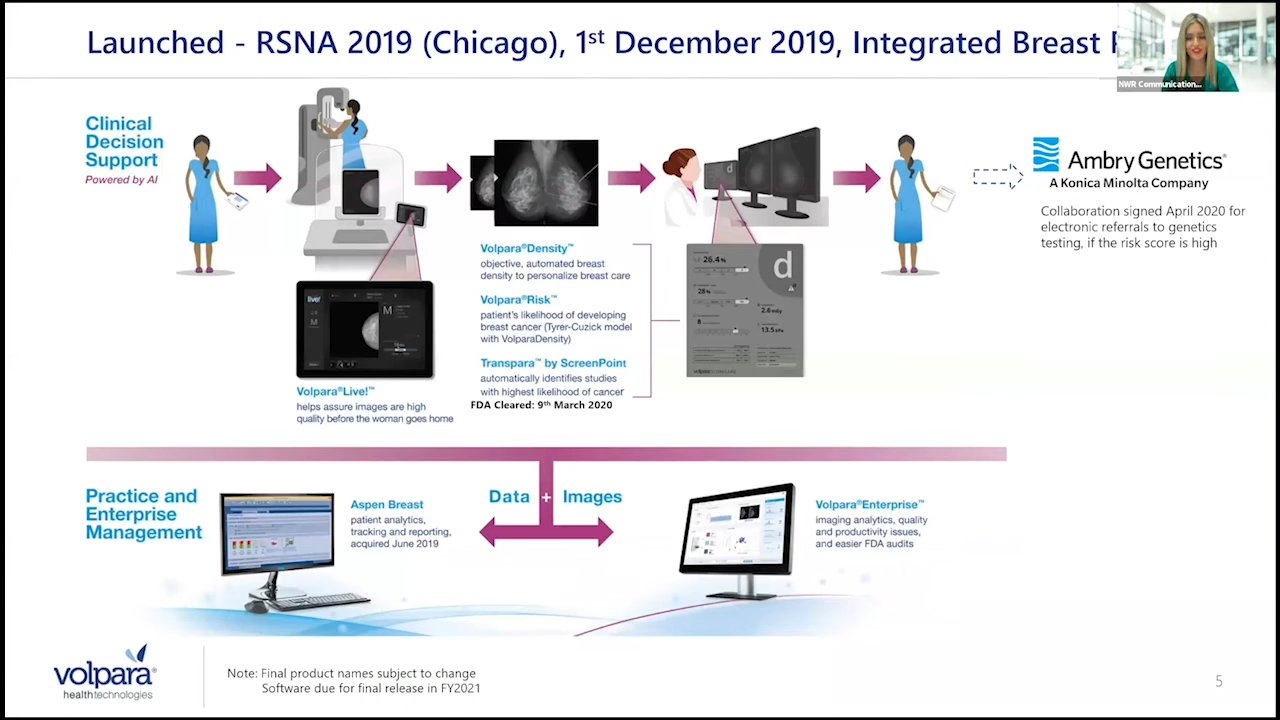 Launched - RSNA 2019 (Chicago), 1st December 2019, Integrated Breast
NWR Communication...
Clinical
Decision
Support
Powered by AI
Ambry Genetics®
A Konica Minolta Company
Collaboration signed April 2020 for
electronic referrals to genetics
testing, if the risk score is high
Volpara®Density™
objective, automated breast
density to personalize breast care
Volpara®Risk™
patient's likelihood of developing
breast cancer (Tyrer-Cuzick model
with VolparaDensity)
Transpara™ by ScreenPoint
automatically identifies studies
with highest likelihood of cancer
FDA Cleared: 9th March 2020
live!
M
Volpara®Live!™
helps assure images are high
quality before the woman goes home
d
M 26.4%
d
28%
8
2.6
13.5 kPa
volpara
Practice and
Enterprise
Management
Aspen Breast
patient analytics,
tracking and reporting,
acquired June 2019
Data + Images
Volpara®Enterprise™
imaging analytics, quality
and productivity issues,
and easier FDA audits
volpara®
healthtechnologies
Note: Final product names subject to change
Software due for final release in FY2021
5